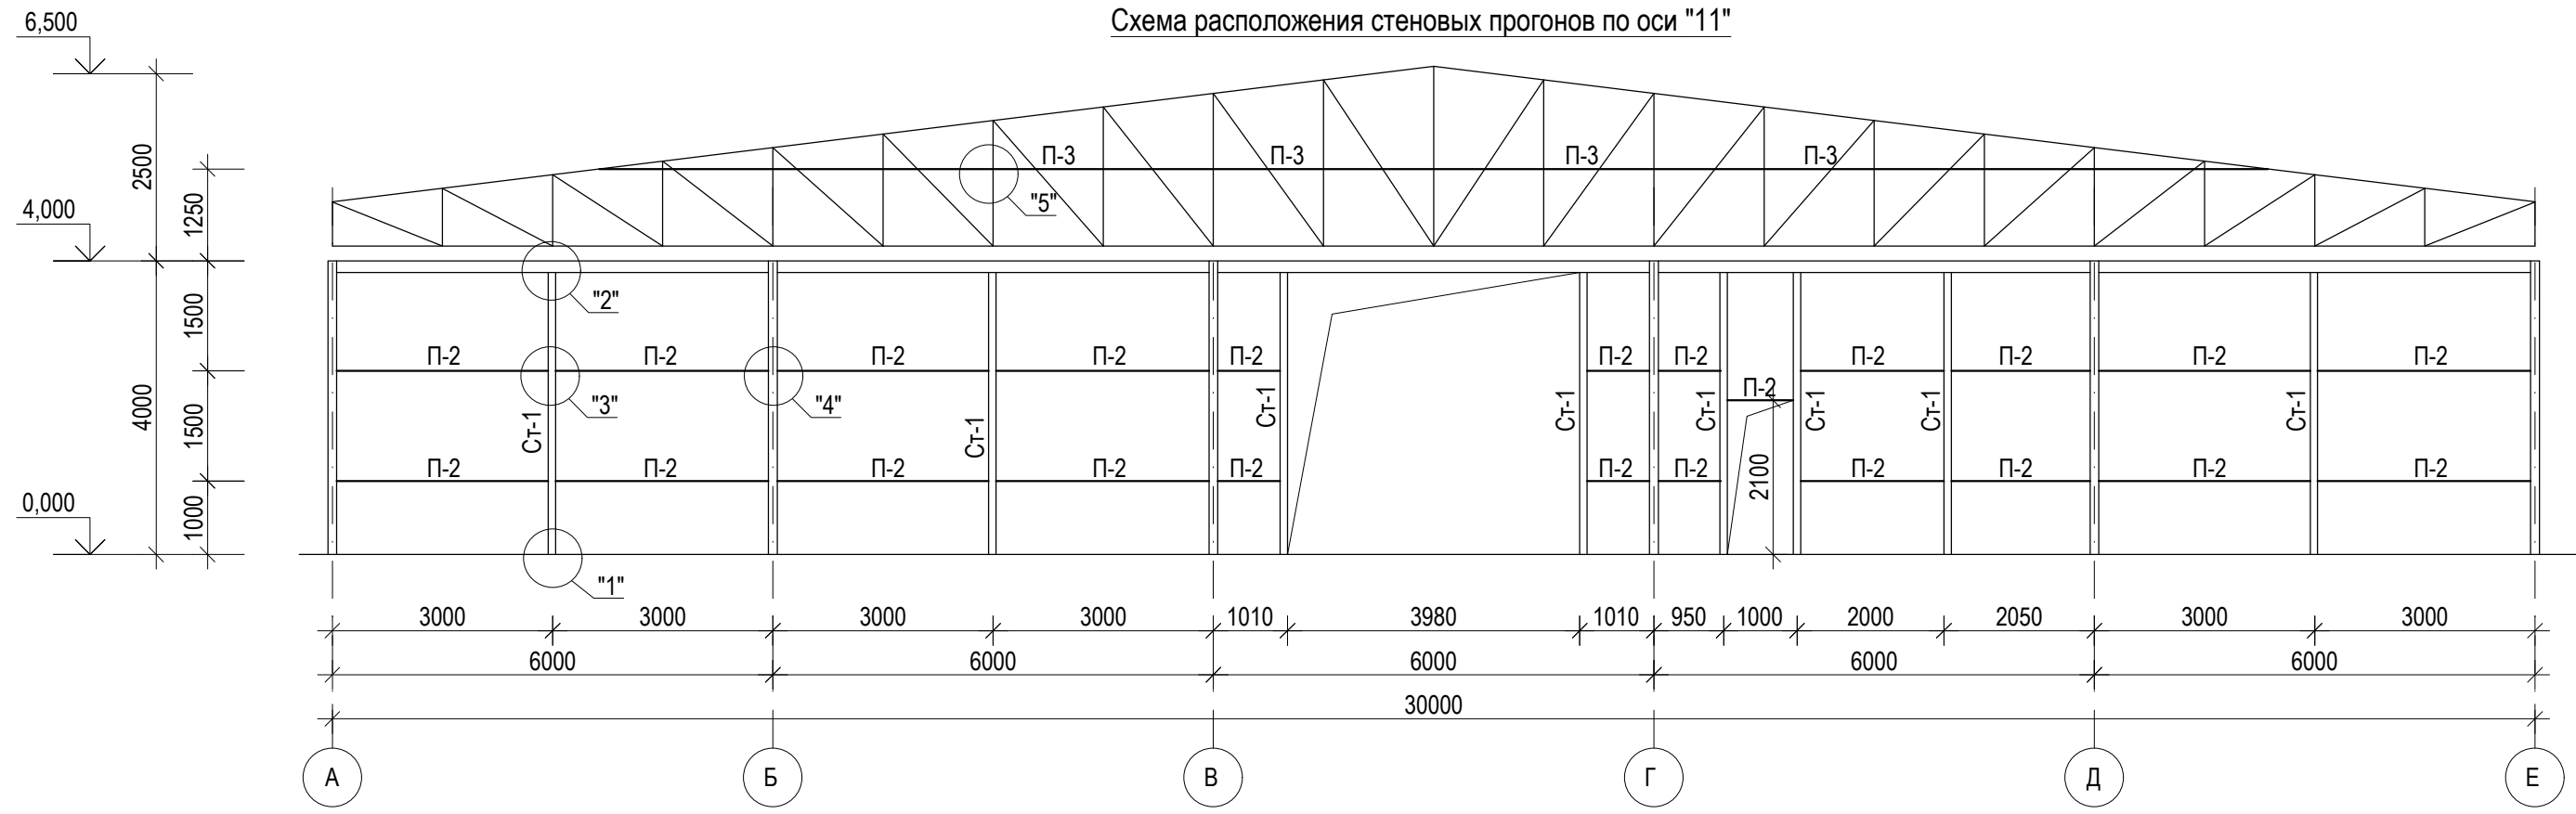 Схема расположения стеновых прогонов по оси "11"
6,500
2500
1250
4,000
П-3 П-3 П-3 П-3
"5"
"2"
1500
4000
П-2 П-2 П-2 П-2 П-2 П-2 П-2 П-2 П-2 П-2 П-2
П-2
"3" "4"
1500
Ст-1 Ст-1 Ст-1 Ст-1 Ст-1 Ст-1 Ст-1 Ст-1
П-2 П-2 П-2 П-2 П-2 П-2 П-2 П-2 П-2 П-2 П-2
2100
0,000
1000
"1"
3000 3000 3000 3000 1010 3980 1010 950 1000 2000 2050 3000 3000
6000 6000 6000 6000 6000
30000
А Б В Г Д Е